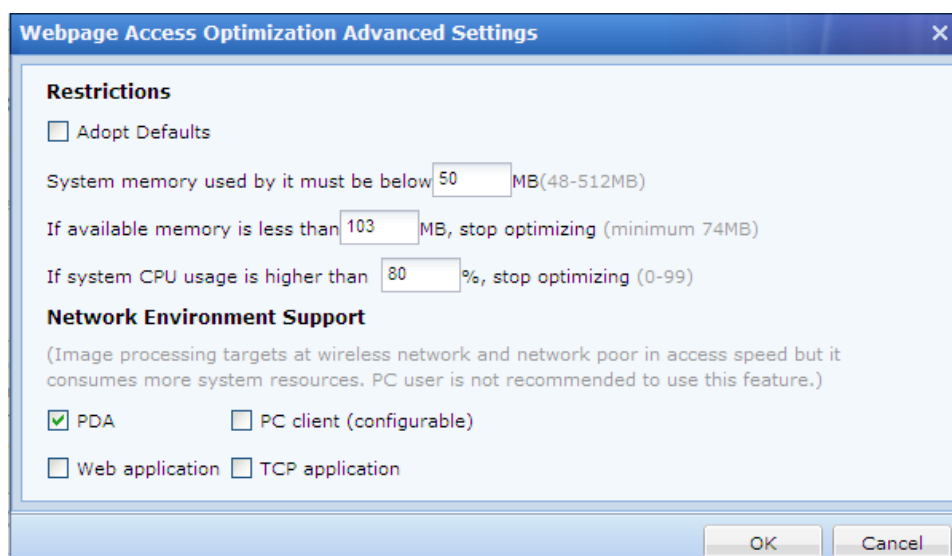 Webpage Access Optimization Advanced Settings
Restrictions
Adopt Defaults
System memory used by it must be below 50 MB(48-512MB)
If available memory is less than 103 MB, stop optimizing (minimum 74MB)
If system CPU usage is higher than 80 %, stop optimizing (0-99)
Network Environment Support
(Image processing targets at wireless network and network poor in access speed but it
consumes more system resources. PC user is not recommended to use this feature.)
PDA PC client (configurable)
Web application TCP application
OK Cancel